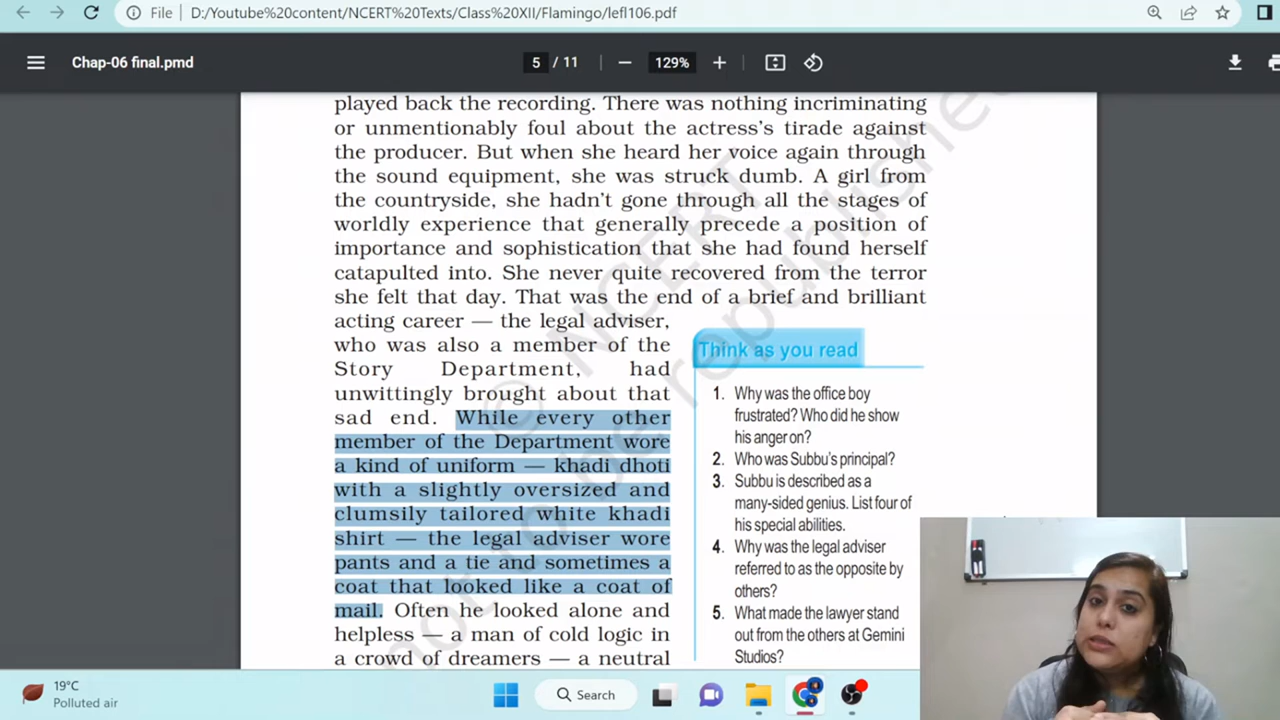 File
D:/Youtube%20content/NCERT%20Texts/Class%20XII/Flamingo/lefl106.pdf
Chap-06 final.pmd
5 / 11
129%
played back the recording. There was nothing incriminating
or unmentionably foul about the actress's tirade against
the producer. But when she heard her voice again through
the sound equipment, she was struck dumb. A girl from
the countryside, she hadn't gone through all the stages of
worldly experience that generally precede a position of
importance and sophistication that she had found herself
catapulted into. She never quite recovered from the terror
she felt that day. That was the end of a brief and brilliant
acting career — the legal adviser,
who was also a member of the
Story Department, had
unwittingly brought about that
sad end. While every other
member of the Department wore
a kind of uniform — khadi dhoti
with a slightly oversized and
clumsily tailored white khadi
shirt — the legal adviser wore
pants and a tie and sometimes a
coat that looked like a coat of
mail. Often he looked alone and
helpless — a man of cold logic in
a crowd of dreamers — a neutral
Think as you read
1. Why was the office boy
frustrated? Who did he show
his anger on?
2. Who was Subbu's principal?
3. Subbu is described as a
many-sided genius. List four of
his special abilities.
4. Why was the legal adviser
referred to as the opposite by
others?
5. What made the lawyer stand
out from the others at Gemini
Studios?
© NCERT
not to be republished
19°C
Polluted air
Search